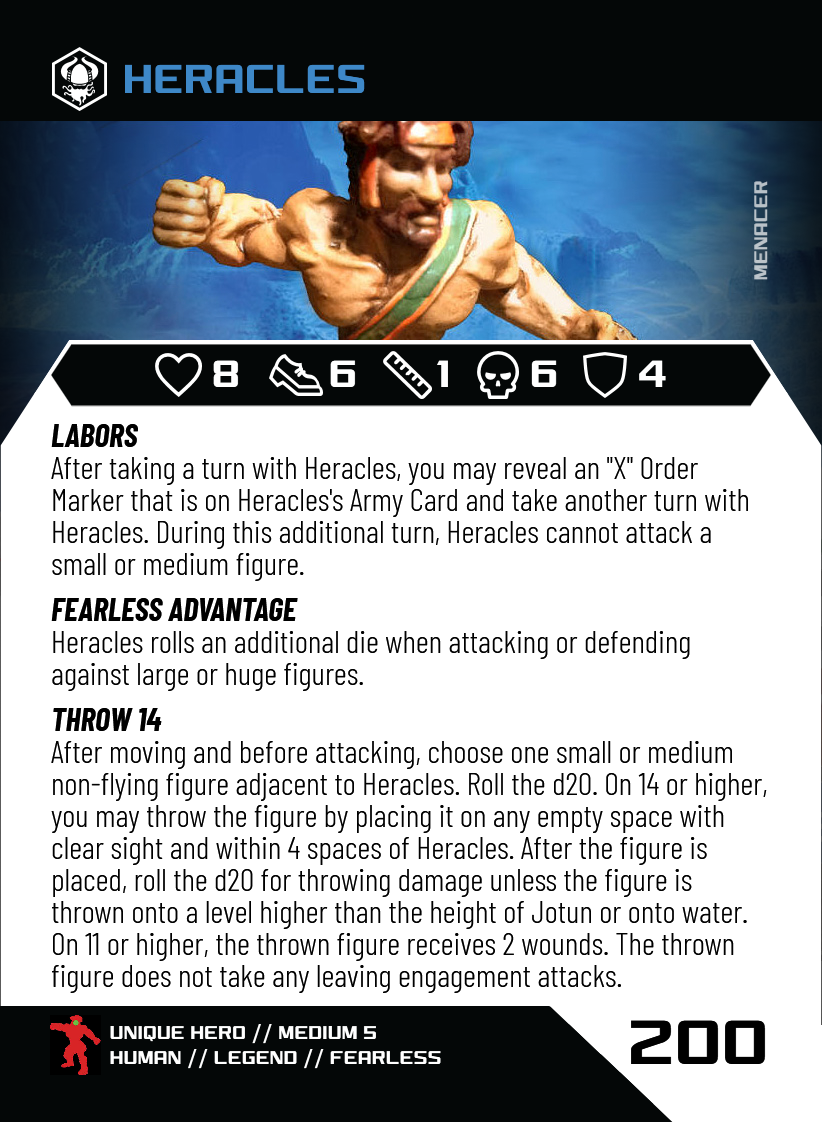 HERACLES
MENACER
8 6 1 6 4
LABORS
After taking a turn with Heracles, you may reveal an "X" Order
Marker that is on Heracles's Army Card and take another turn with
Heracles. During this additional turn, Heracles cannot attack a
small or medium figure.
FEARLESS ADVANTAGE
Heracles rolls an additional die when attacking or defending
against large or huge figures.
THROW 14
After moving and before attacking, choose one small or medium
non-flying figure adjacent to Heracles. Roll the d20. On 14 or higher,
you may throw the figure by placing it on any empty space with
clear sight and within 4 spaces of Heracles. After the figure is
placed, roll the d20 for throwing damage unless the figure is
thrown onto a level higher than the height of Jotun or onto water.
On 11 or higher, the thrown figure receives 2 wounds. The thrown
figure does not take any leaving engagement attacks.
UNIQUE HERO // MEDIUM 5
HUMAN // LEGEND // FEARLESS
200